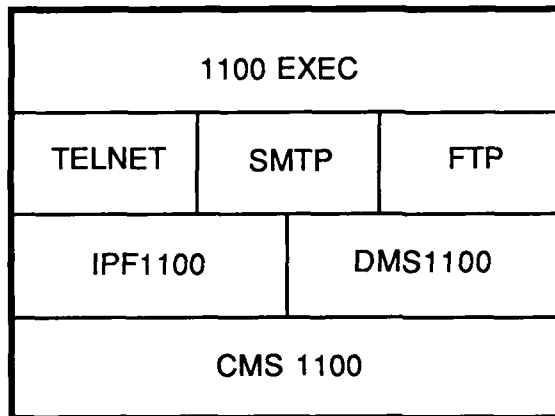 1100 EXEC
TELNET SMTP FTP
IPF1100 DMS1100
CMS 1100